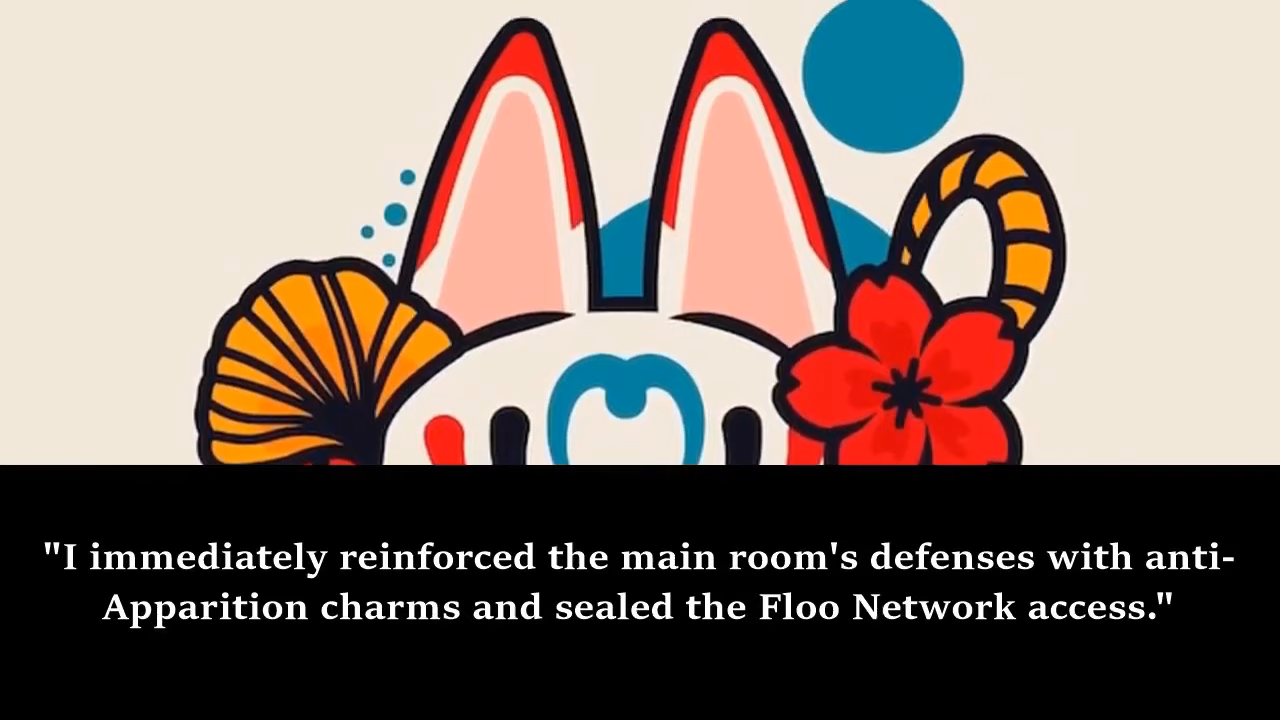 "I immediately reinforced the main room's defenses with anti-
Apparition charms and sealed the Floo Network access."